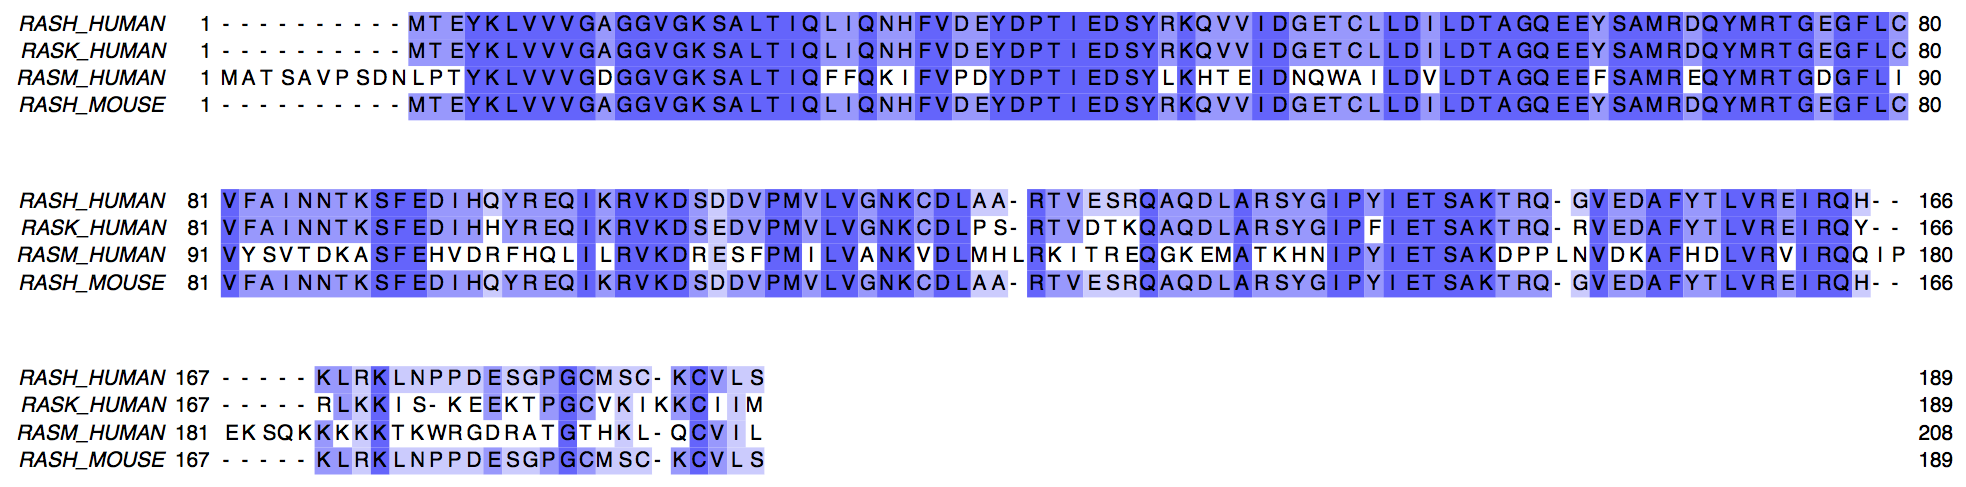 RASH_HUMAN 1 ----------MTEYKLVVVGAGGVGKSALTIQLIQNHFVDEYDPTIEDSYRKQVVIDGETCLLDILDTAGQEEYSAMRDQYMRTGEGFLC 80
RASK_HUMAN 1 ----------MTEYKLVVVGAGGVGKSALTIQLIQNHFVDEYDPTIEDSYRKQVVIDGETCLLDILDTAGQEEYSAMRDQYMRTGEGFLC 80
RASM_HUMAN 1 MATSAVPSDNLPTYKLVVVGDGGVGKSALTIQFFQKIFVPDYDPTIEDSYLKHTEIDNQWAILDVLDTAGQEEFSAMREQYMRTGDGFLI 90
RASH_MOUSE 1 ----------MTEYKLVVVGAGGVGKSALTIQLIQNHFVDEYDPTIEDSYRKQVVIDGETCLLDILDTAGQEEYSAMRDQYMRTGEGFLC 80
RASH_HUMAN 81 VFAINNTKSFEDIHQYREQIKRVKDSDDVPMVLVGNKCDLAA-RTVESRQAQDLARSYGIPYIETSAKTRQ-GVEDAFYTLVREIRQH-- 166
RASK_HUMAN 81 VFAINNTKSFEDIHHYREQIKRVKDSEDVPMVLVGNKCDLPS-RTVDTKQAQDLARSYGIPFIETSAKTRQ-RVEDAFYTLVREIRQY-- 166
RASM_HUMAN 91 VYSVTDKASFEHVDRFHQLILRVKDRESFPMILVANKVDLMHLRKITREQGKEMATKHNIPYIETSAKDPPLNVDKAFHDLVRVIRQQIP 180
RASH_MOUSE 81 VFAINNTKSFEDIHQYREQIKRVKDSDDVPMVLVGNKCDLAA-RTVESRQAQDLARSYGIPYIETSAKTRQ-GVEDAFYTLVREIRQH-- 166
RASH_HUMAN 167 -----KLRKLNPPDESGPGCMSC-KCVLS 189
RASK_HUMAN 167 -----RLKKIS-KEEKTPGCVKIKKCIIM 189
RASM_HUMAN 181 EKSQKKKKKTKWRGDRATGTHKL-QCVIL 208
RASH_MOUSE 167 -----KLRKLNPPDESGPGCMSC-KCVLS 189